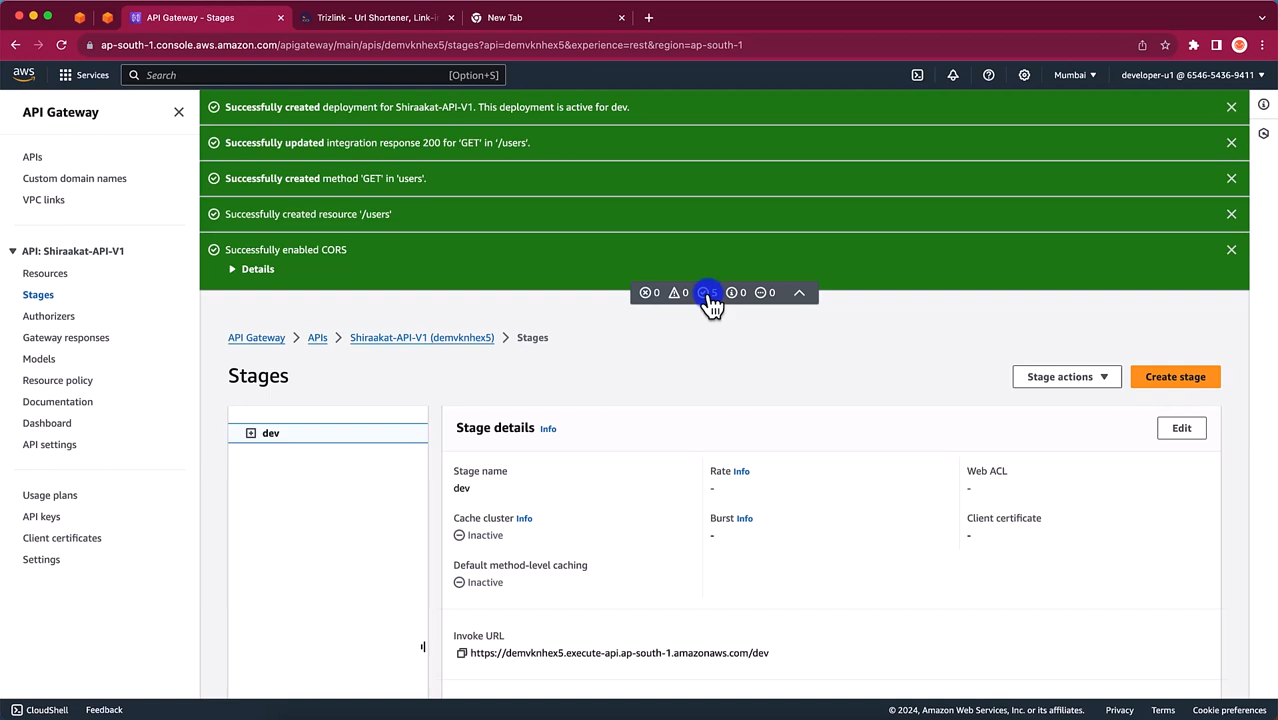 API Gateway - Stages
Trizlink - Url Shortener, Link-in
New Tab
ap-south-1.console.aws.amazon.com/apigateway/main/apis/demvknhex5/stages?api=demvknhex5&experience=rest&region=ap-south-1
aws
Services
Search
[Option+S]
Mumbai
developer-u1 @ 6546-5436-9411
API Gateway
APIs
Custom domain names
VPC links
API: Shiraakat-API-V1
Resources
Stages
Authorizers
Gateway responses
Models
Resource policy
Documentation
Dashboard
API settings
Usage plans
API keys
Client certificates
Settings
Successfully created deployment for Shiraakat-API-V1. This deployment is active for dev.
Successfully updated integration response 200 for 'GET' in '/users'.
Successfully created method 'GET' in 'users'.
Successfully created resource '/users'
Successfully enabled CORS
Details
0 0 5 0 0
API Gateway > APIs > Shiraakat-API-V1 (demvknhex5) > Stages
Stages
Stage actions
Create stage
dev
Stage details Info
Edit
Stage name
dev
Rate Info
-
Web ACL
-
Cache cluster Info
Inactive
Burst Info
-
Client certificate
-
Default method-level caching
Inactive
Invoke URL
https://demvknhex5.execute-api.ap-south-1.amazonaws.com/dev
CloudShell
Feedback
© 2024, Amazon Web Services, Inc. or its affiliates.
Privacy
Terms
Cookie preferences